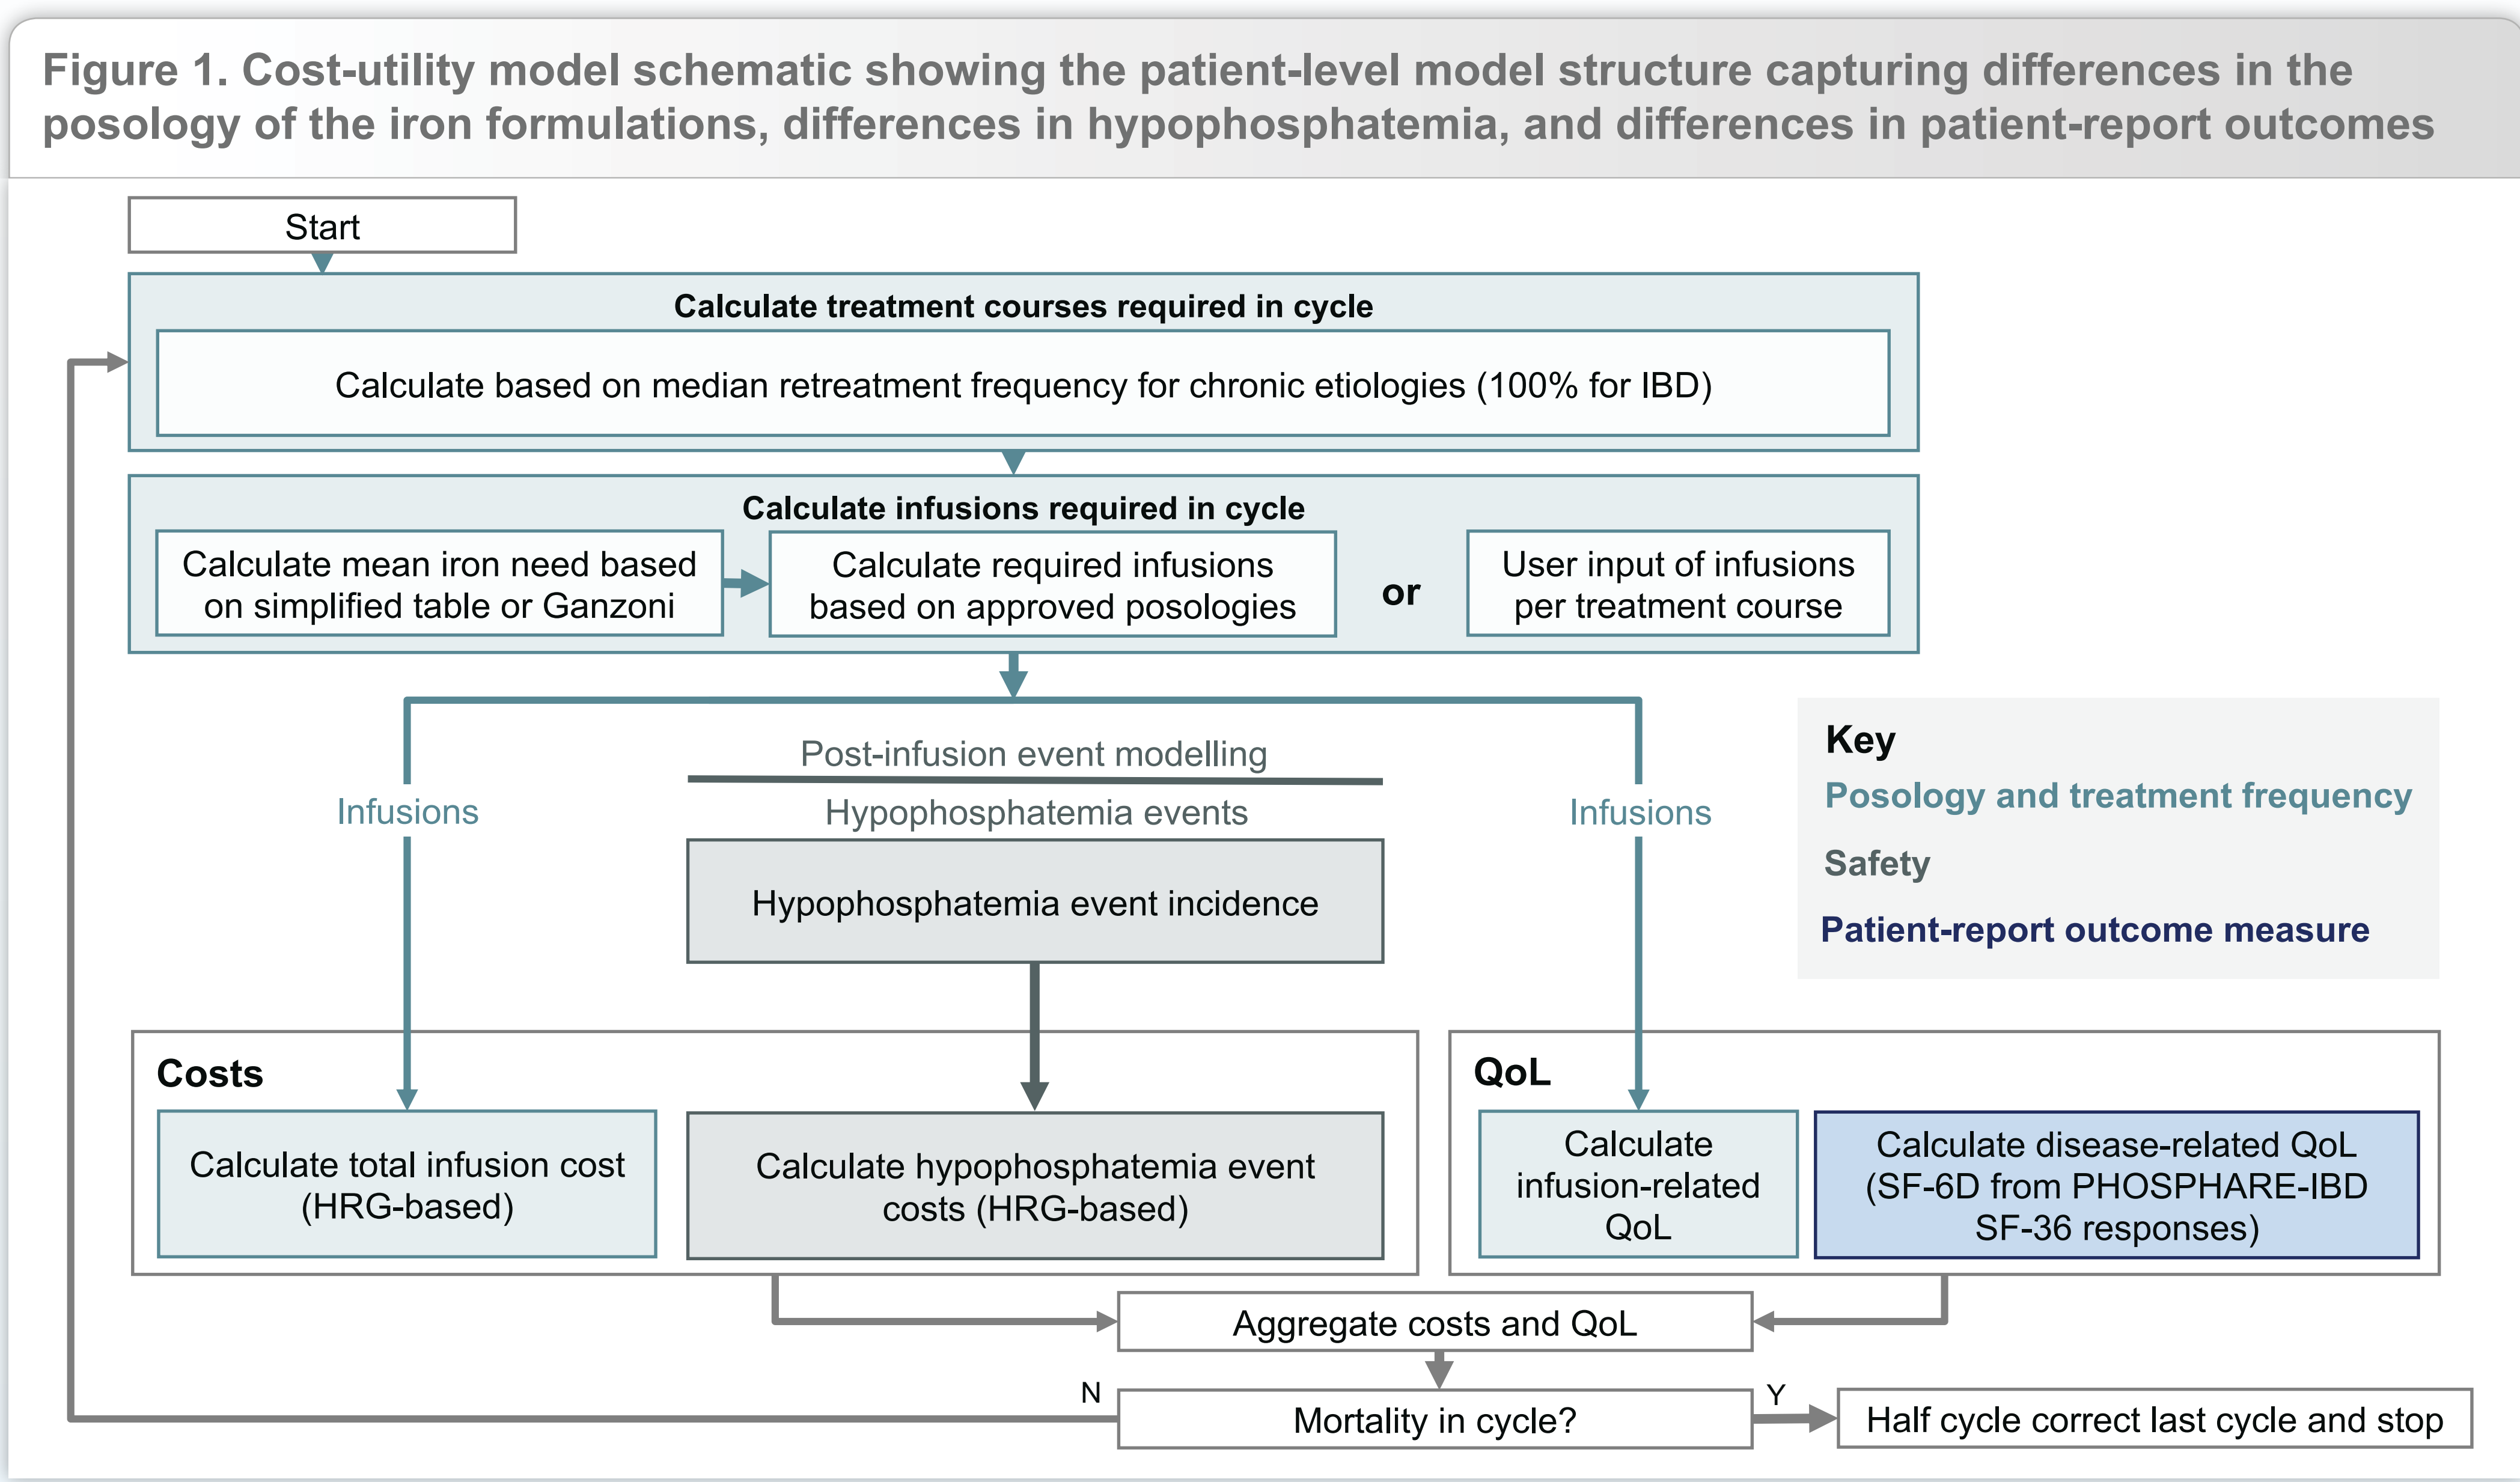 Figure 1. Cost-utility model schematic showing the patient-level model structure capturing differences in the
posology of the iron formulations, differences in hypophosphatemia, and differences in patient-report outcomes
Start
Calculate treatment courses required in cycle
Calculate based on median retreatment frequency for chronic etiologies (100% for IBD)
Calculate infusions required in cycle
Calculate mean iron need based
on simplified table or Ganzoni
Calculate required infusions
based on approved posologies
or
User input of infusions
per treatment course
Post-infusion event modelling
Infusions
Hypophosphatemia events
Infusions
Hypophosphatemia event incidence
Key
Posology and treatment frequency
Safety
Patient-report outcome measure
Costs
Calculate total infusion cost
(HRG-based)
Calculate hypophosphatemia event
costs (HRG-based)
QoL
Calculate
infusion-related
QoL
Calculate disease-related QoL
(SF-6D from PHOSPHARE-IBD
SF-36 responses)
Aggregate costs and QoL
N
Mortality in cycle?
Y
Half cycle correct last cycle and stop